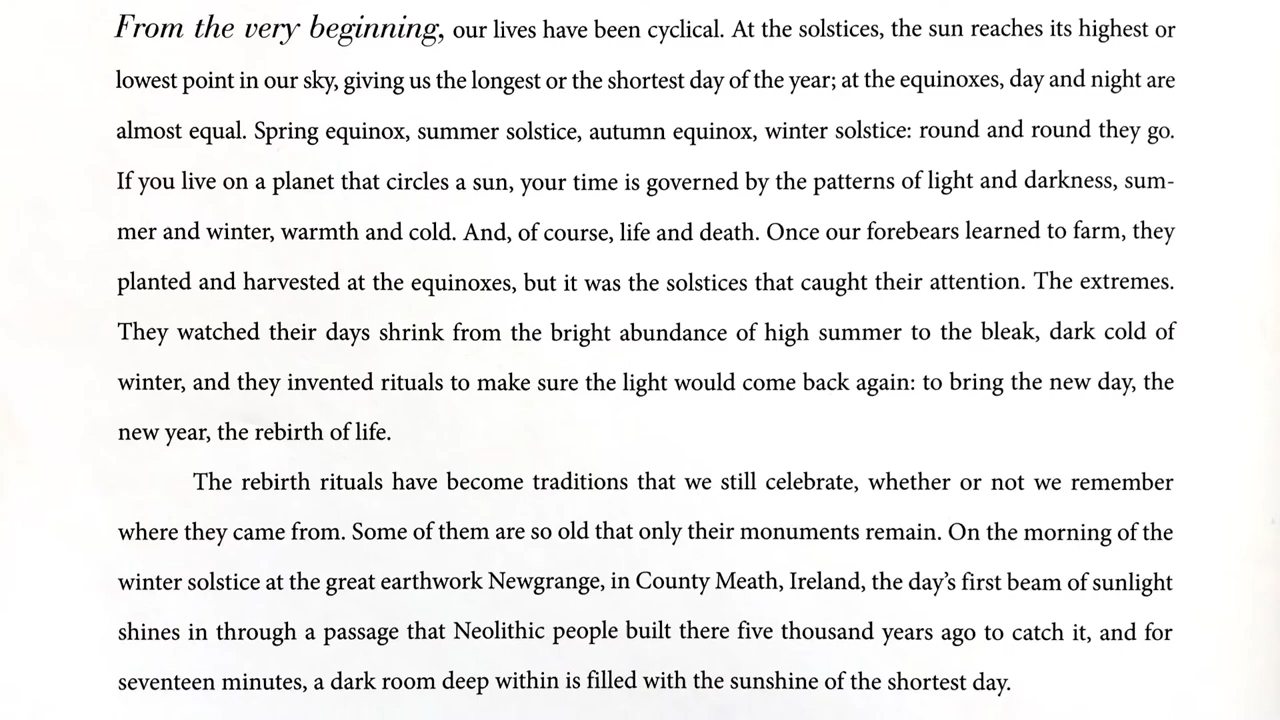 From the very beginning, our lives have been cyclical. At the solstices, the sun reaches its highest or
lowest point in our sky, giving us the longest or the shortest day of the year; at the equinoxes, day and night are
almost equal. Spring equinox, summer solstice, autumn equinox, winter solstice: round and round they go.
If you live on a planet that circles a sun, your time is governed by the patterns of light and darkness, sum-
mer and winter, warmth and cold. And, of course, life and death. Once our forebears learned to farm, they
planted and harvested at the equinoxes, but it was the solstices that caught their attention. The extremes.
They watched their days shrink from the bright abundance of high summer to the bleak, dark cold of
winter, and they invented rituals to make sure the light would come back again: to bring the new day, the
new year, the rebirth of life.
The rebirth rituals have become traditions that we still celebrate, whether or not we remember
where they came from. Some of them are so old that only their monuments remain. On the morning of the
winter solstice at the great earthwork Newgrange, in County Meath, Ireland, the day’s first beam of sunlight
shines in through a passage that Neolithic people built there five thousand years ago to catch it, and for
seventeen minutes, a dark room deep within is filled with the sunshine of the shortest day.